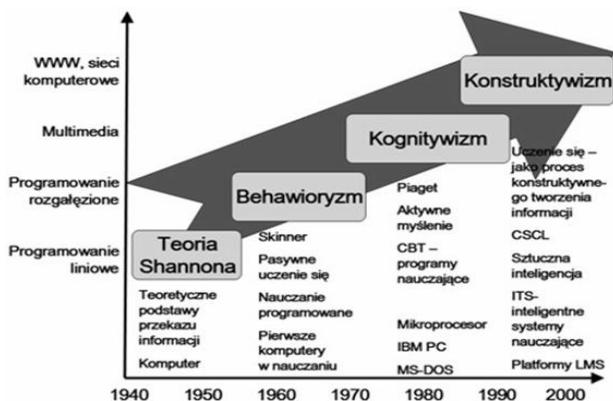 WWW, sieci
komputerowe
Multimedia
Programowanie
rozgałęzione
Programowanie
liniowe
Teoria
Shannona
Teoretyczne
podstawy
przekazu
informacji
Komputer
Behawioryzm
Skinner
Pasywne
uczenie się
Nauczanie
programowane
Pierwsze
komputery
w nauczaniu
Kognitywizm
Piaget
Aktywne
myślenie
CBT –
programy
nauczające
Mikroprocesor
IBM PC
MS-DOS
Konstruktywizm
Uczenie się –
jako proces
konstruktywne-
go tworzenia
informacji
CSCL
Sztuczna
inteligencja
ITS-
inteligentne
systemy
nauczające
Platformy LMS
1940 1950 1960 1970 1980 1990 2000